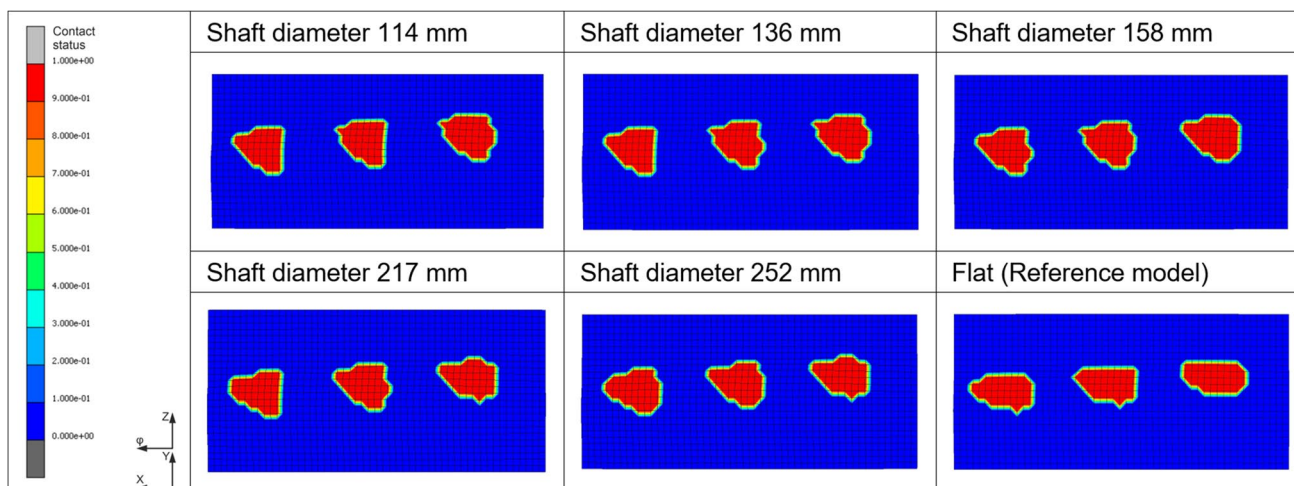 Contact
status
1.000e+00
9.000e-01
8.000e-01
7.000e-01
6.000e-01
5.000e-01
4.000e-01
3.000e-01
2.000e-01
1.000e-01
0.000e+00
Z
φ
Y
X
Shaft diameter 114 mm
Shaft diameter 136 mm
Shaft diameter 158 mm
Shaft diameter 217 mm
Shaft diameter 252 mm
Flat (Reference model)